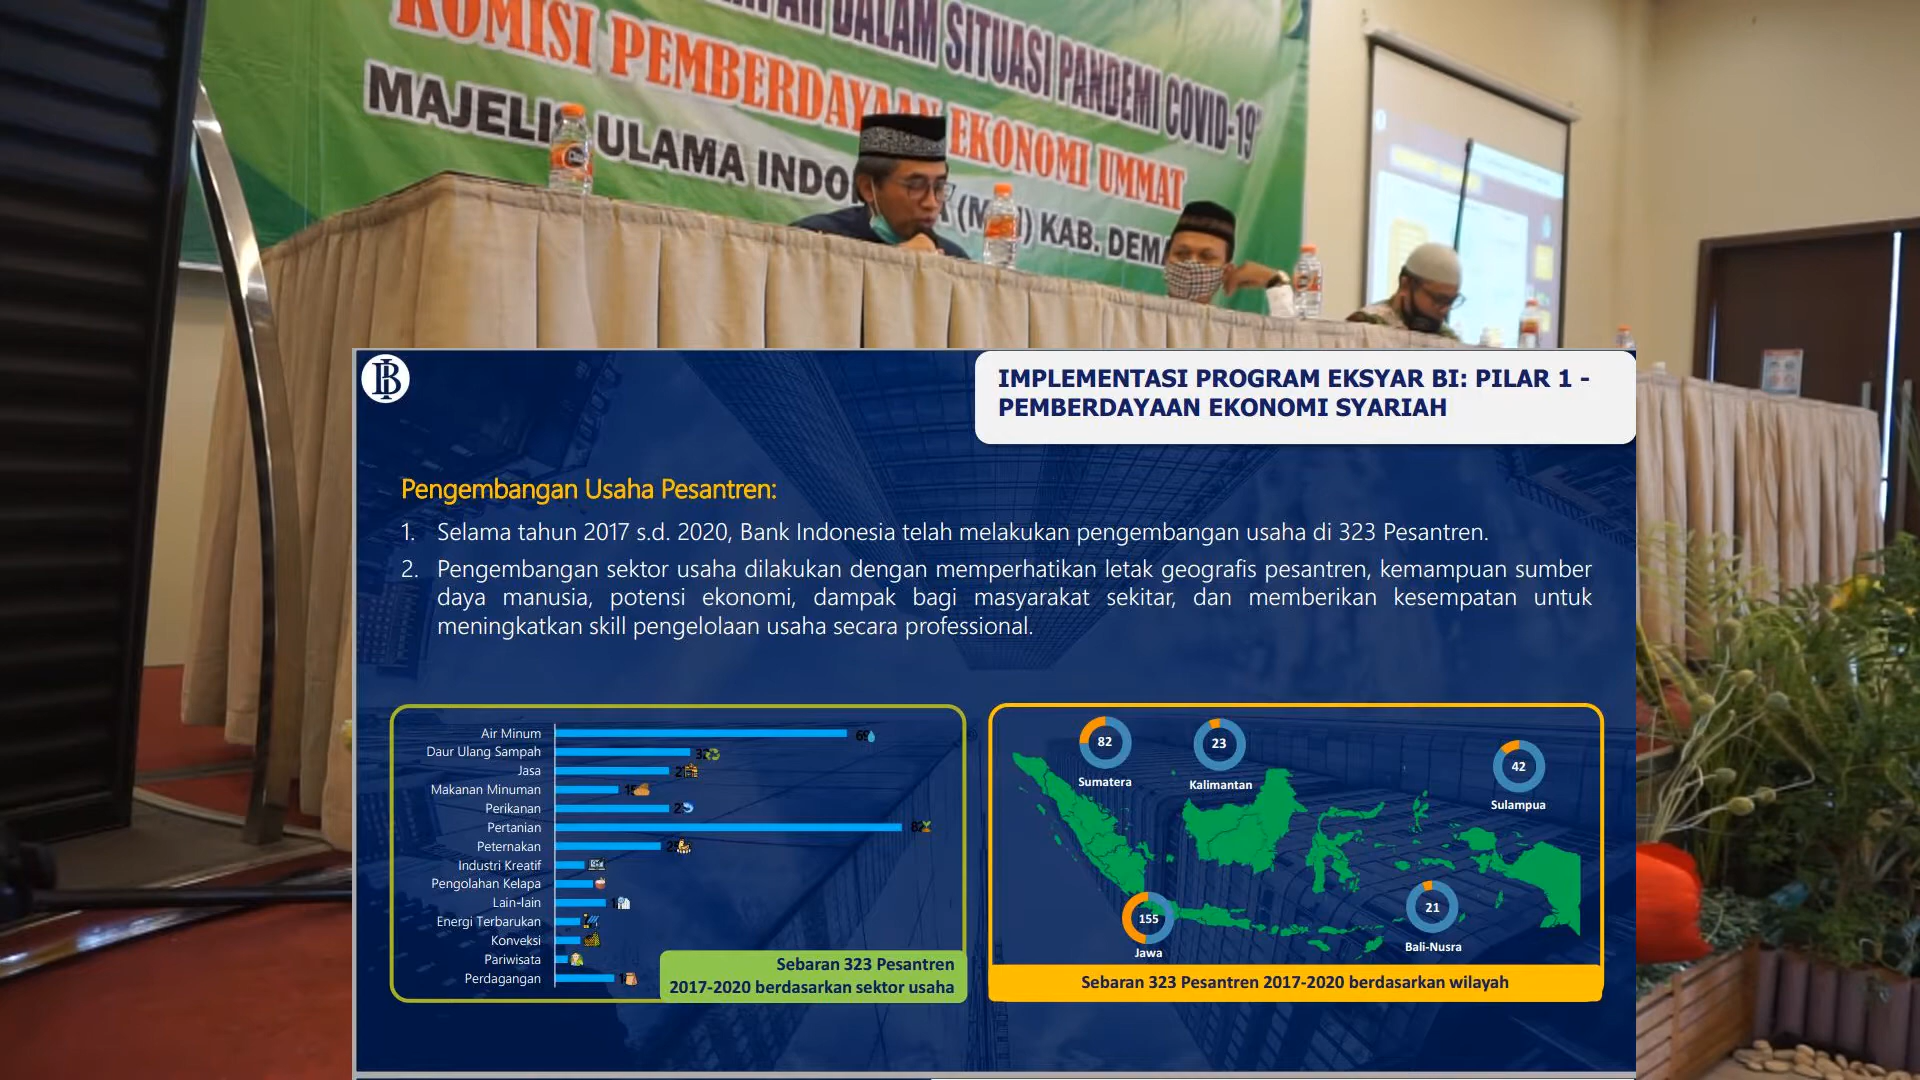 DALAM SITUASI PANDEMI COVID-19
KOMISI PEMBERDAYAAN EKONOMI UMMAT
MAJELIS ULAMA INDO (M I) KAB. DEM
IMPLEMENTASI PROGRAM EKSYAR BI: PILAR 1 -
PEMBERDAYAAN EKONOMI SYARIAH
Pengembangan Usaha Pesantren:
1. Selama tahun 2017 s.d. 2020, Bank Indonesia telah melakukan pengembangan usaha di 323 Pesantren.
2. Pengembangan sektor usaha dilakukan dengan memperhatikan letak geografis pesantren, kemampuan sumber
daya manusia, potensi ekonomi, dampak bagi masyarakat sekitar, dan memberikan kesempatan untuk
meningkatkan skill pengelolaan usaha secara professional.
Air Minum 69
Daur Ulang Sampah
Jasa
Makanan Minuman
Perikanan
Pertanian 82
Peternakan
Industri Kreatif
Pengolahan Kelapa
Lain-lain
Energi Terbarukan
Konveksi
Pariwisata
Perdagangan
Sebaran 323 Pesantren
2017-2020 berdasarkan sektor usaha
82
Sumatera
23
Kalimantan
42
Sulampua
155
Jawa
21
Bali-Nusra
Sebaran 323 Pesantren 2017-2020 berdasarkan wilayah